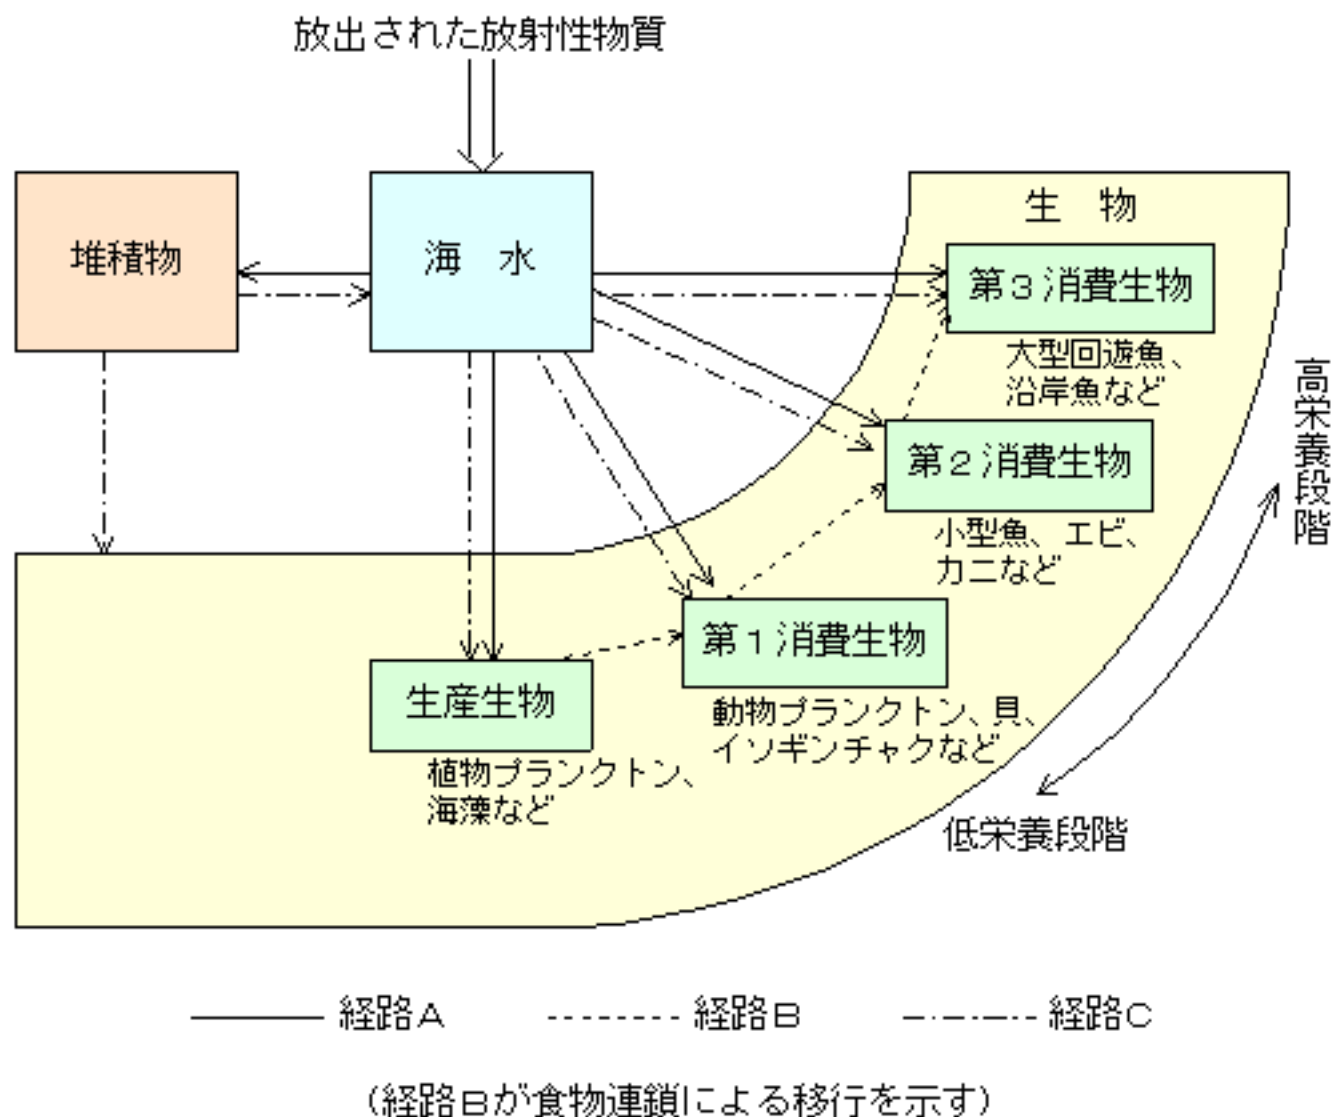 放出された放射性物質
堆積物
海 水
生 物
第3消費生物
大型回遊魚、
沿岸魚など
第2消費生物
小型魚、エビ、
カニなど
第1消費生物
動物プランクトン、貝、
イソギンチャクなど
生産生物
植物プランクトン、
海藻など
高栄養段階
低栄養段階
経路A
経路B
経路C
(経路Bが食物連鎖による移行を示す)